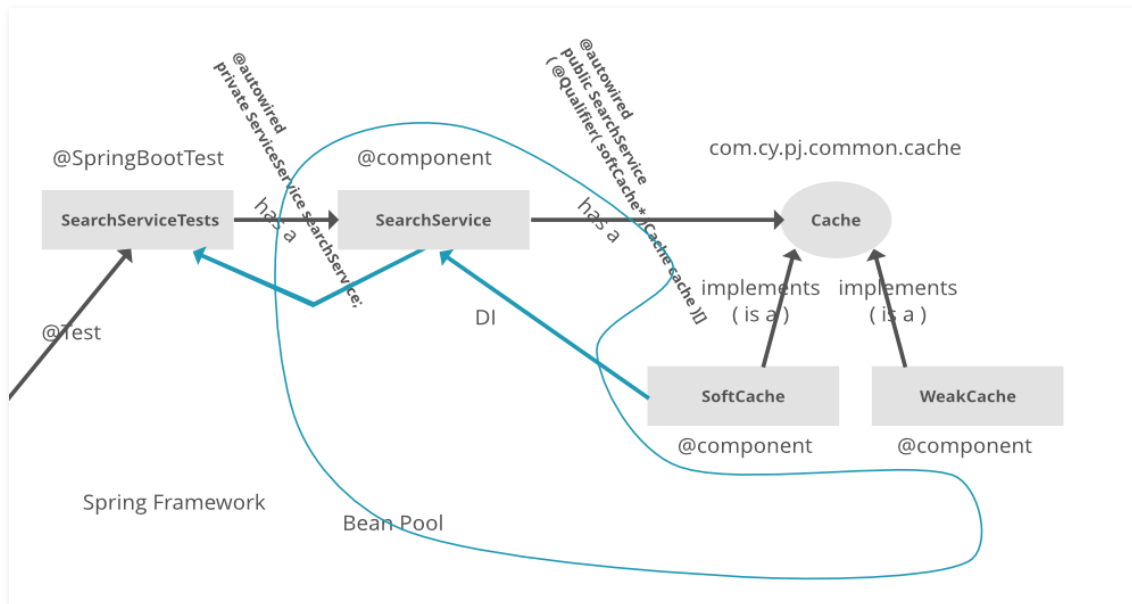 @autowired
private ServiceService searchService;
@autowired
public SearchService
( @Qualifier( softCache* )Cache cache ){}
@SpringBootTest
@component
com.cy.pj.common.cache
SearchServiceTests
has a
SearchService
has a
Cache
implements
( is a )
implements
( is a )
DI
@Test
SoftCache
WeakCache
@component
@component
Spring Framework
Bean Pool